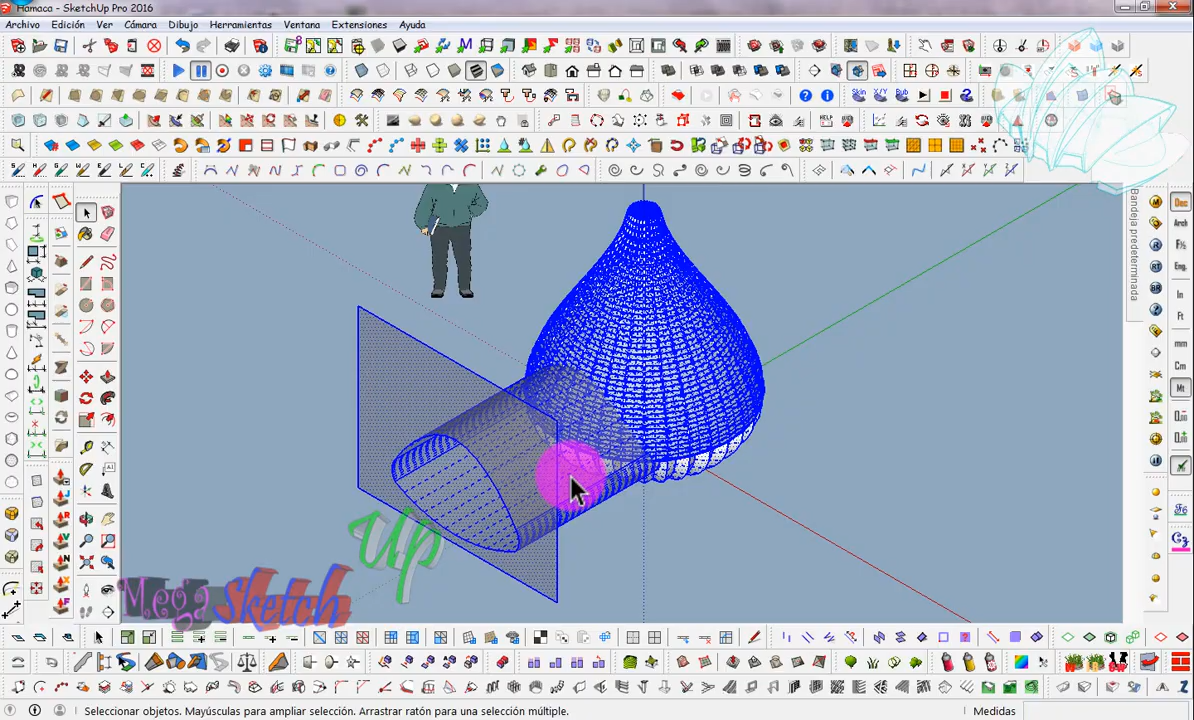 Hamaca - SketchUp Pro 2016
Archivo Edición Ver Cámara Dibujo Herramientas Ventana Extensiones Ayuda
Bandeja predeterminada
Mega Sketch Up
Seleccionar objetos. Mayúsculas para ampliar selección. Arrastrar ratón para una selección múltiple.
Medidas